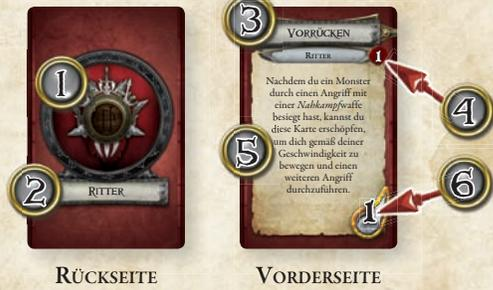 1
2
RITTER
RÜCKSEITE
3
VORRÜCKEN
RITTER
1
4
5
Nachdem du ein Monster
durch einen Angriff mit
einer Nahkampfwaffe
besiegt hast, kannst du
diese Karte erschöpfen,
um dich gemäß deiner
Geschwindigkeit zu
bewegen und einen
weiteren Angriff
durchzuführen.
1
6
VORDERSEITE